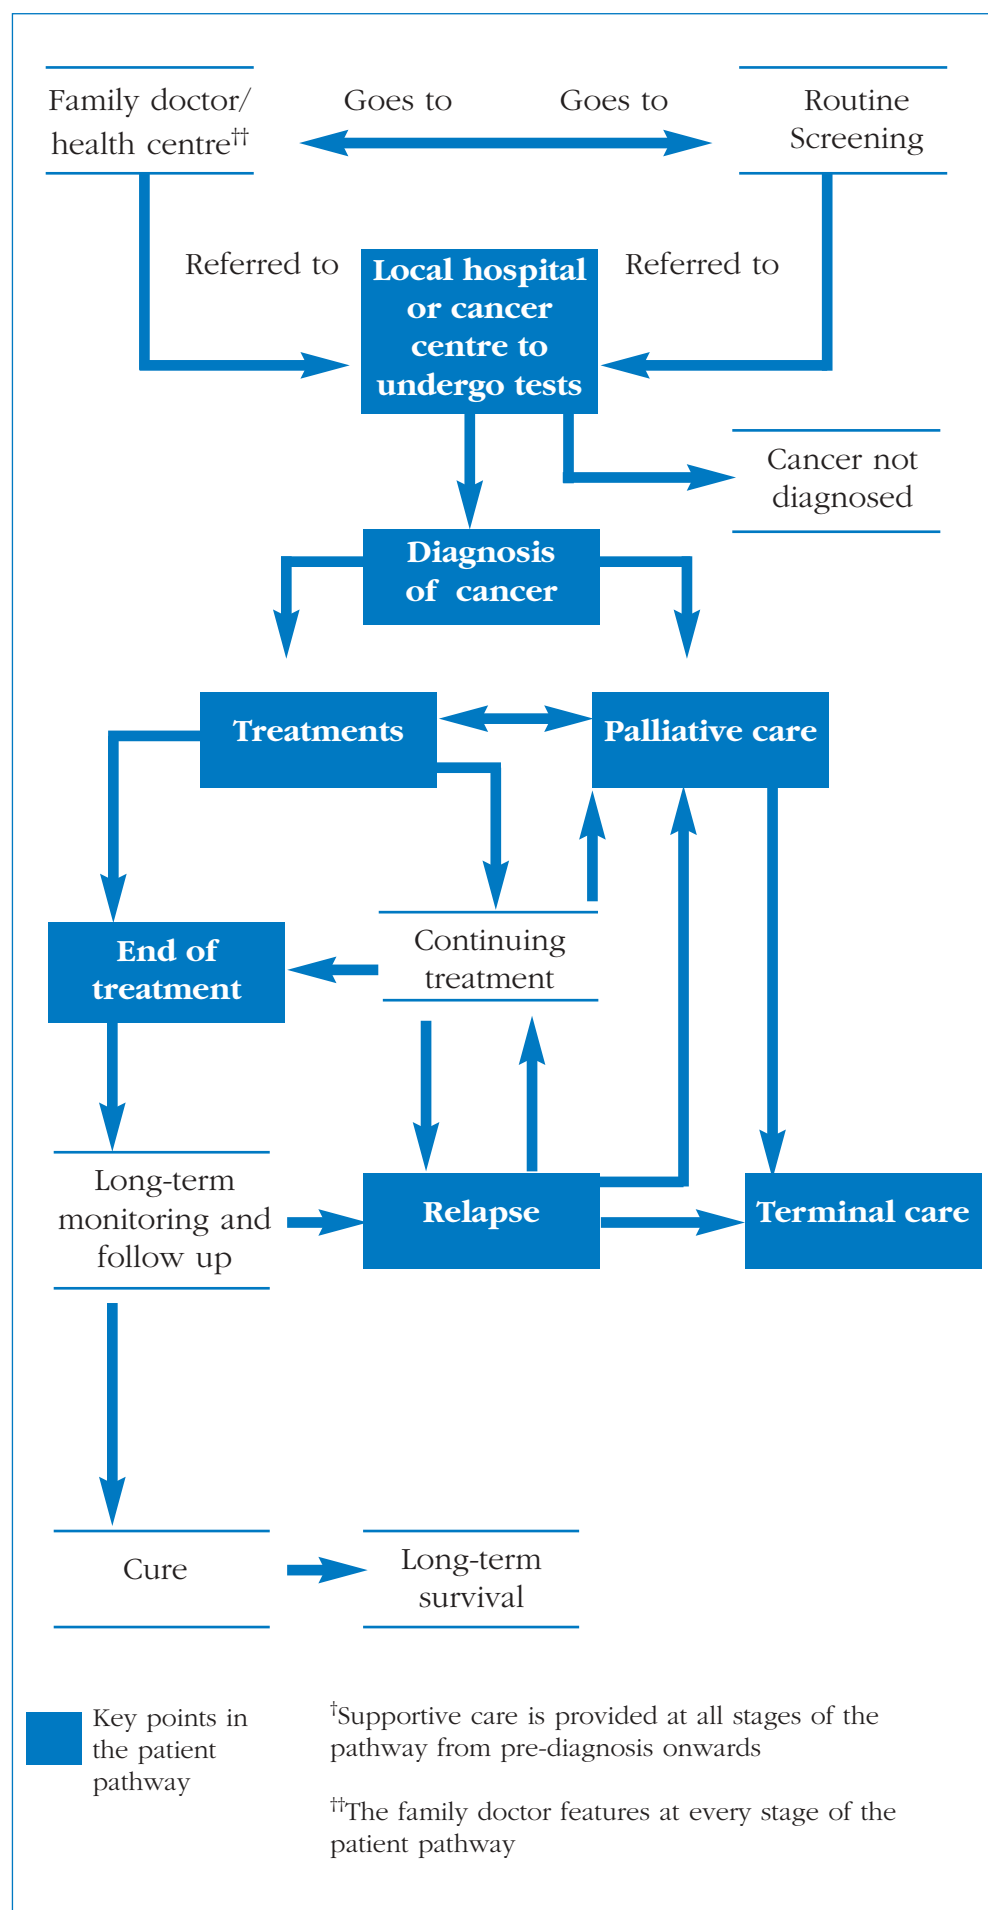 Family doctor/
health centre††
Goes to
Goes to
Routine
Screening
Referred to
Local hospital
or cancer
centre to
undergo tests
Referred to
Cancer not
diagnosed
Diagnosis
of cancer
Treatments
Palliative care
End of
treatment
Continuing
treatment
Long-term
monitoring and
follow up
Relapse
Terminal care
Cure
Long-term
survival
Key points in
the patient
pathway
†Supportive care is provided at all stages of the
pathway from pre-diagnosis onwards
††The family doctor features at every stage of the
patient pathway